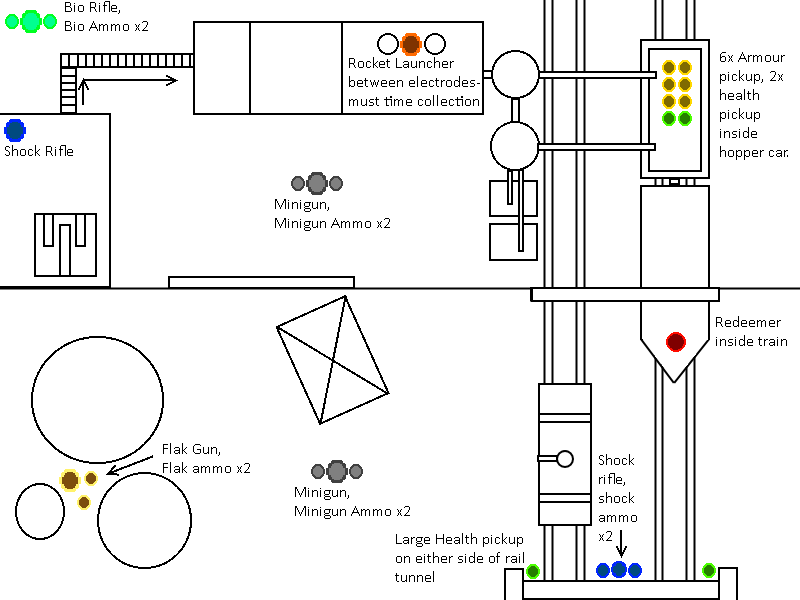 Bio Rifle,
Bio Ammo x2
Rocket Launcher
between electrodes-
must time collection
6x Armour
pickup, 2x
health
pickup
inside
hopper car.
Shock Rifle
Minigun,
Minigun Ammo x2
Redeemer
inside train
Flak Gun,
Flak ammo x2
Shock
rifle,
shock
ammo
x2
Minigun,
Minigun Ammo x2
Large Health pickup
on either side of rail
tunnel